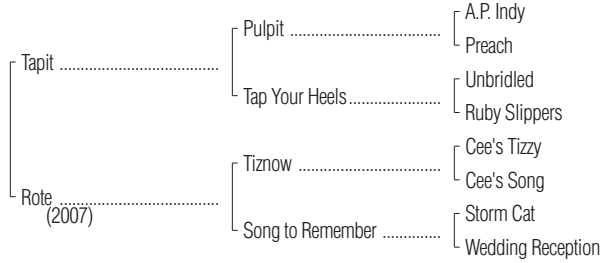 A.P. Indy
Pulpit ................................
Preach
Tapit ......................................
Unbridled
Tap Your Heels......................
Ruby Slippers
Cee's Tizzy
Tiznow ..................................
Cee's Song
Rote ......................................
(2007)
Storm Cat
Song to Remember ..............
Wedding Reception